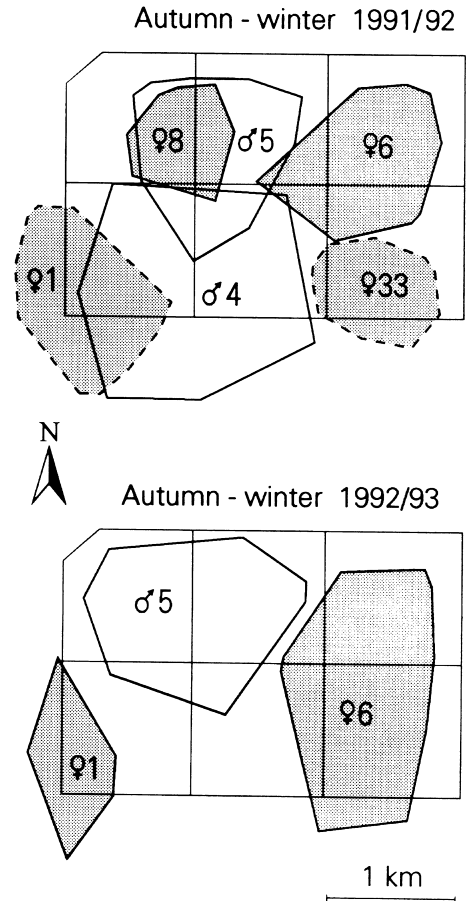 Autumn - winter 1991/92
♀8
♂5
♀6
♀1
♂4
♀33
N
Autumn - winter 1992/93
♂5
♀6
♀1
1 km